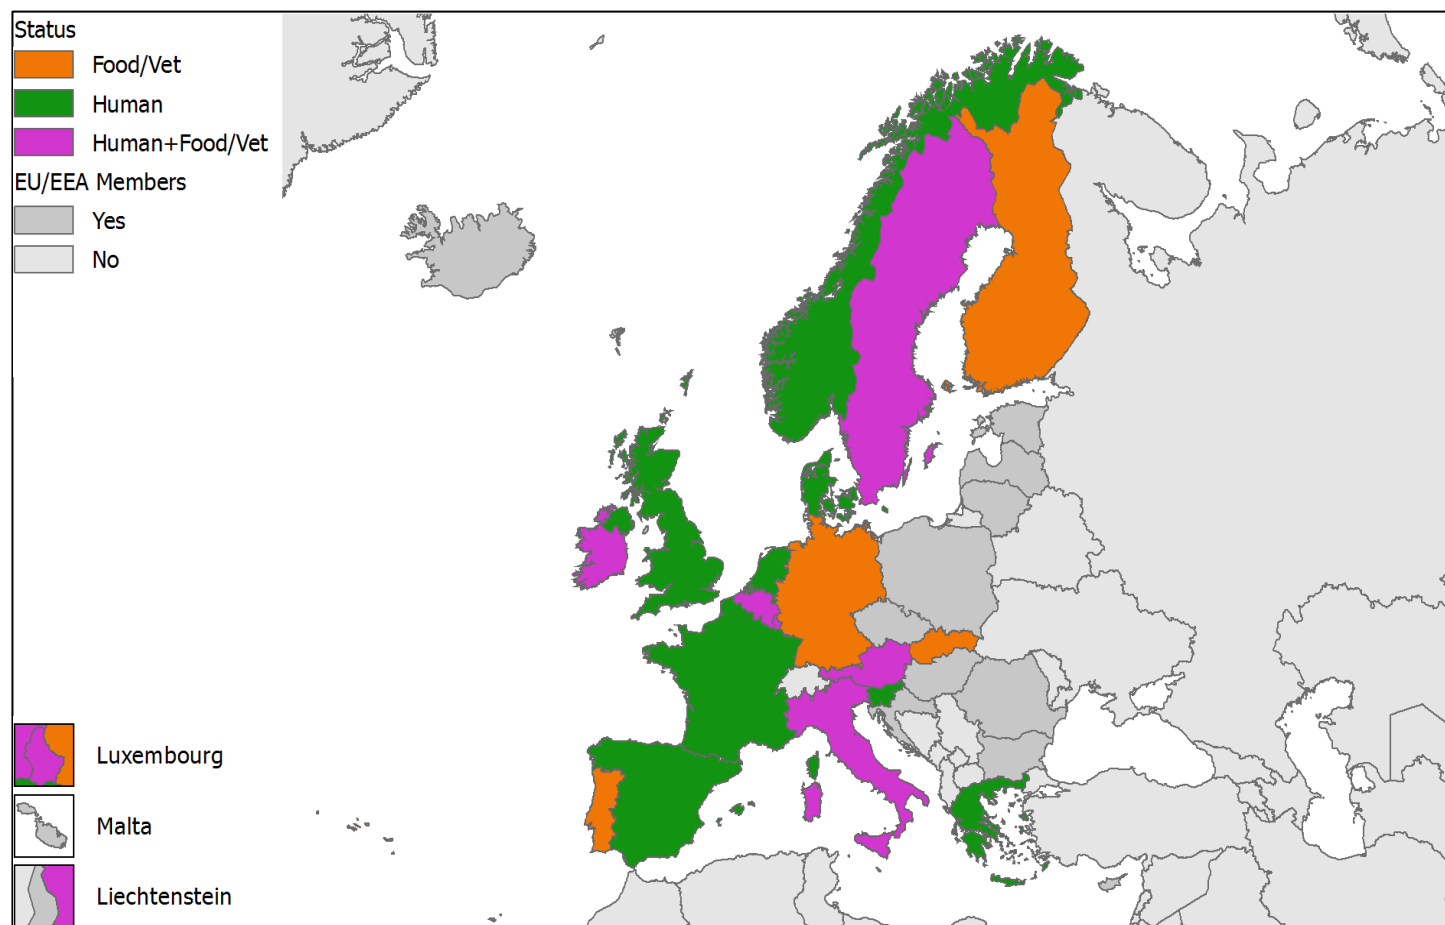 Status
Food/Vet
Human
Human+Food/Vet
EU/EEA Members
Yes
No
Luxembourg
Malta
Liechtenstein